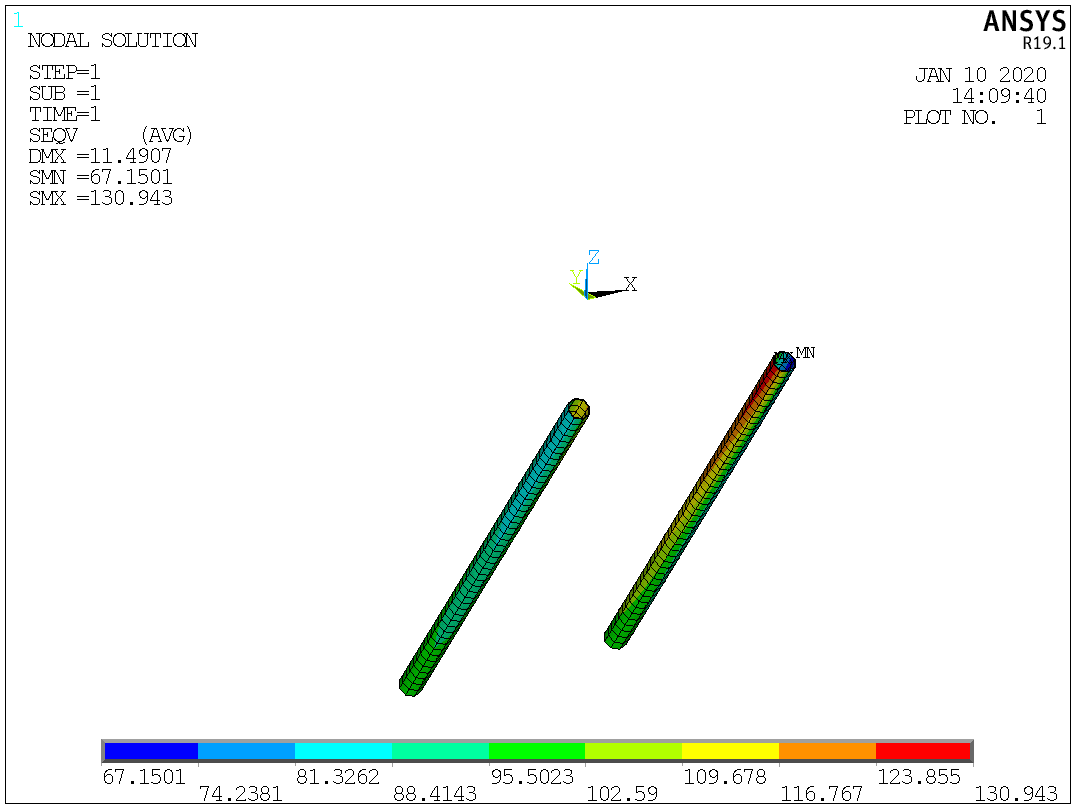 1
NODAL SOLUTION
STEP=1
SUB =1
TIME=1
SEQV (AVG)
DMX =11.4907
SMN =67.1501
SMX =130.943
ANSYS
R19.1
JAN 10 2020
14:09:40
PLOT NO. 1
Z
Y
X
MN
67.1501 81.3262 95.5023 109.678 123.855
74.2381 88.4143 102.59 116.767 130.943